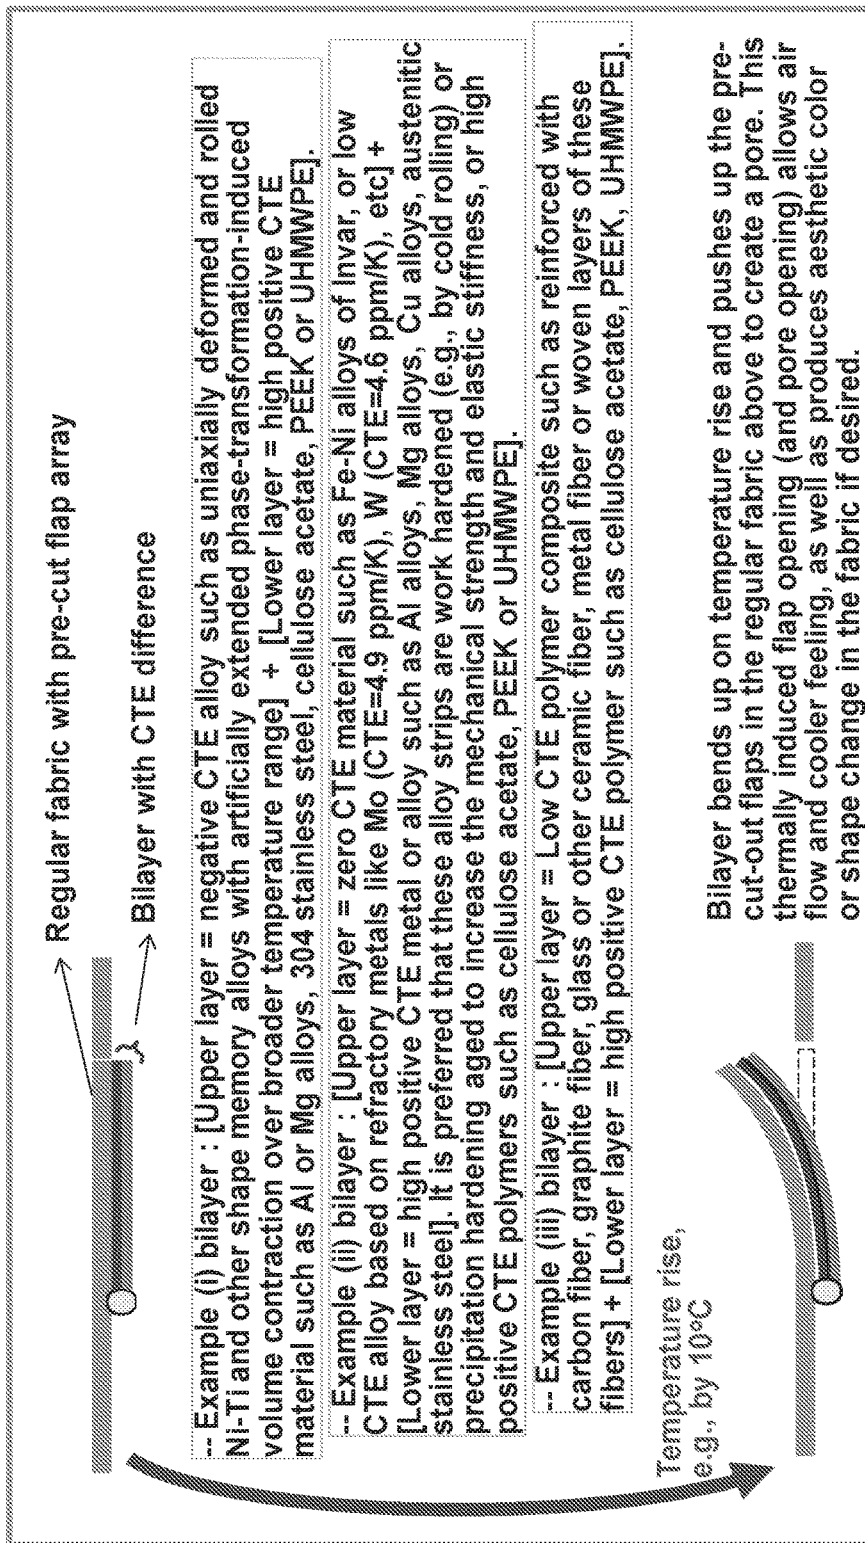 Regular fabric with pre-cut flap array
Bilayer with CTE difference
-- Example (i) bilayer : [Upper layer = negative CTE alloy such as uniaxially deformed and rolled
Ni-Ti and other shape memory alloys with artificially extended phase-transformation-induced
volume contraction over broader temperature range] + [Lower layer = high positive CTE
material such as Al or Mg alloys, 304 stainless steel, cellulose acetate, PEEK or UHMWPE].
-- Example (ii) bilayer : [Upper layer = zero CTE material such as Fe-Ni alloys of Invar, or low
CTE alloy based on refractory metals like Mo (CTE=4.9 ppm/K), W (CTE=4.6 ppm/K), etc] +
[Lower layer = high positive CTE metal or alloy such as Al alloys, Mg alloys, Cu alloys, austenitic
stainless steel]. It is preferred that these alloy strips are work hardened (e.g., by cold rolling) or
precipitation hardening aged to increase the mechanical strength and elastic stiffness, or high
positive CTE polymers such as cellulose acetate, PEEK or UHMWPE].
-- Example (iii) bilayer : [Upper layer = Low CTE polymer composite such as reinforced with
carbon fiber, graphite fiber, glass or other ceramic fiber, metal fiber or woven layers of these
fibers] + [Lower layer = high positive CTE polymer such as cellulose acetate, PEEK, UHMWPE].
Temperature rise,
e.g., by 10°C
Bilayer bends up on temperature rise and pushes up the pre-
cut-out flaps in the regular fabric above to create a pore. This
thermally induced flap opening (and pore opening) allows air
flow and cooler feeling, as well as produces aesthetic color
or shape change in the fabric if desired.